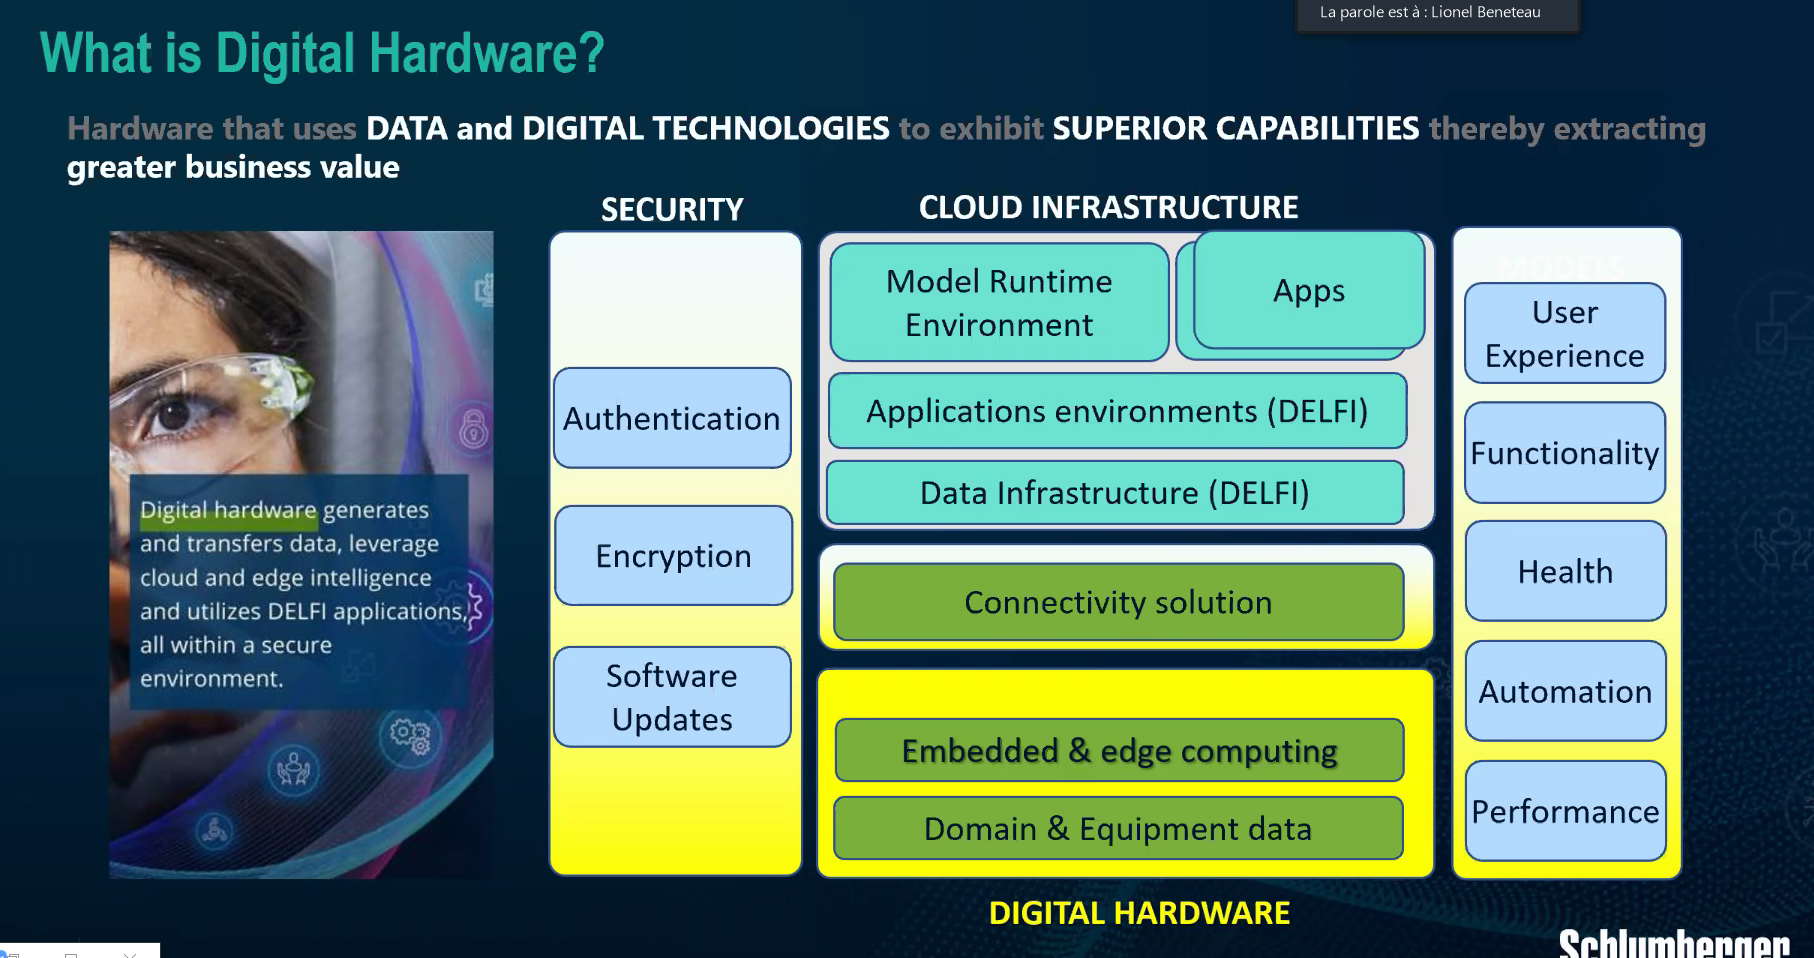 La parole est à : Lionel Beneteau
What is Digital Hardware?
Hardware that uses DATA and DIGITAL TECHNOLOGIES to exhibit SUPERIOR CAPABILITIES thereby extracting
greater business value
SECURITY
CLOUD INFRASTRUCTURE
MODELS
Digital hardware generates
and transfers data, leverage
cloud and edge intelligence
and utilizes DELFI applications,
all within a secure
environment.
Authentication
Encryption
Software
Updates
Model Runtime
Environment
Apps
Applications environments (DELFI)
Data Infrastructure (DELFI)
Connectivity solution
Embedded & edge computing
Domain & Equipment data
User
Experience
Functionality
Health
Automation
Performance
DIGITAL HARDWARE
Schlumberger